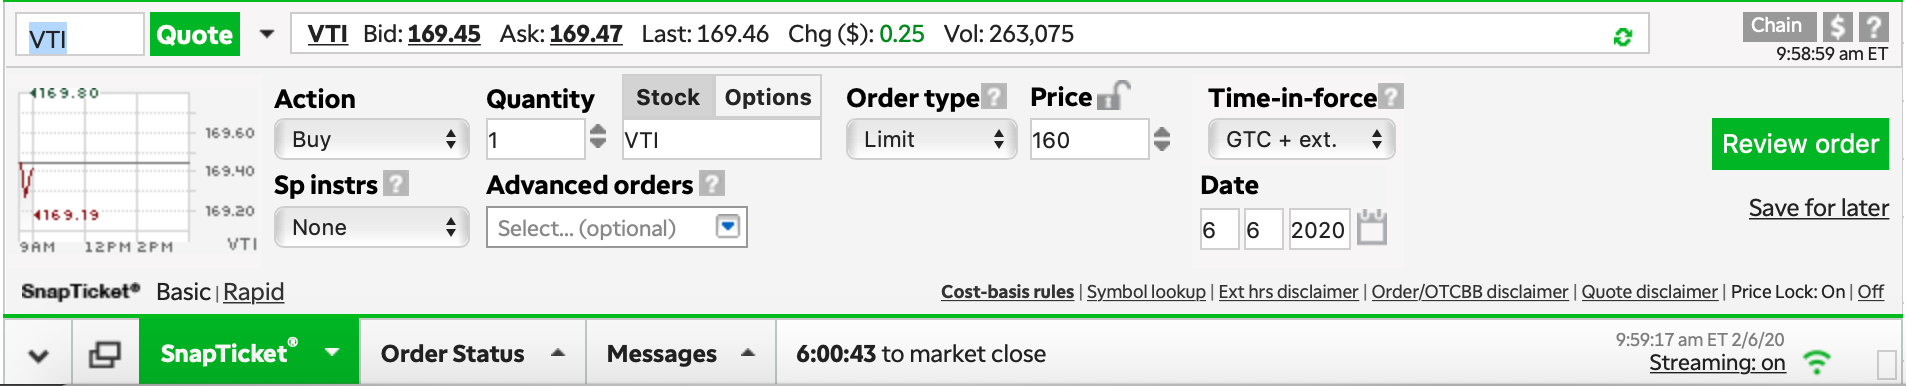 VTI Quote VTI Bid: 169.45 Ask: 169.47 Last: 169.46 Chg ($): 0.25 Vol: 263,075 Chain $ ?
9:58:59 am ET
169.80
169.60
169.40
169.20
169.19
9AM 12PM 2PM VTI
Action Quantity Stock Options Order type ? Price Time-in-force ?
Buy 1 VTI Limit 160 GTC + ext.
Review order
Sp instrs ? Advanced orders ? Date
None Select... (optional) 6 6 2020
Save for later
SnapTicket® Basic | Rapid
Cost-basis rules | Symbol lookup | Ext hrs disclaimer | Order/OTCBB disclaimer | Quote disclaimer | Price Lock: On | Off
SnapTicket® Order Status Messages 6:00:43 to market close
9:59:17 am ET 2/6/20
Streaming: on